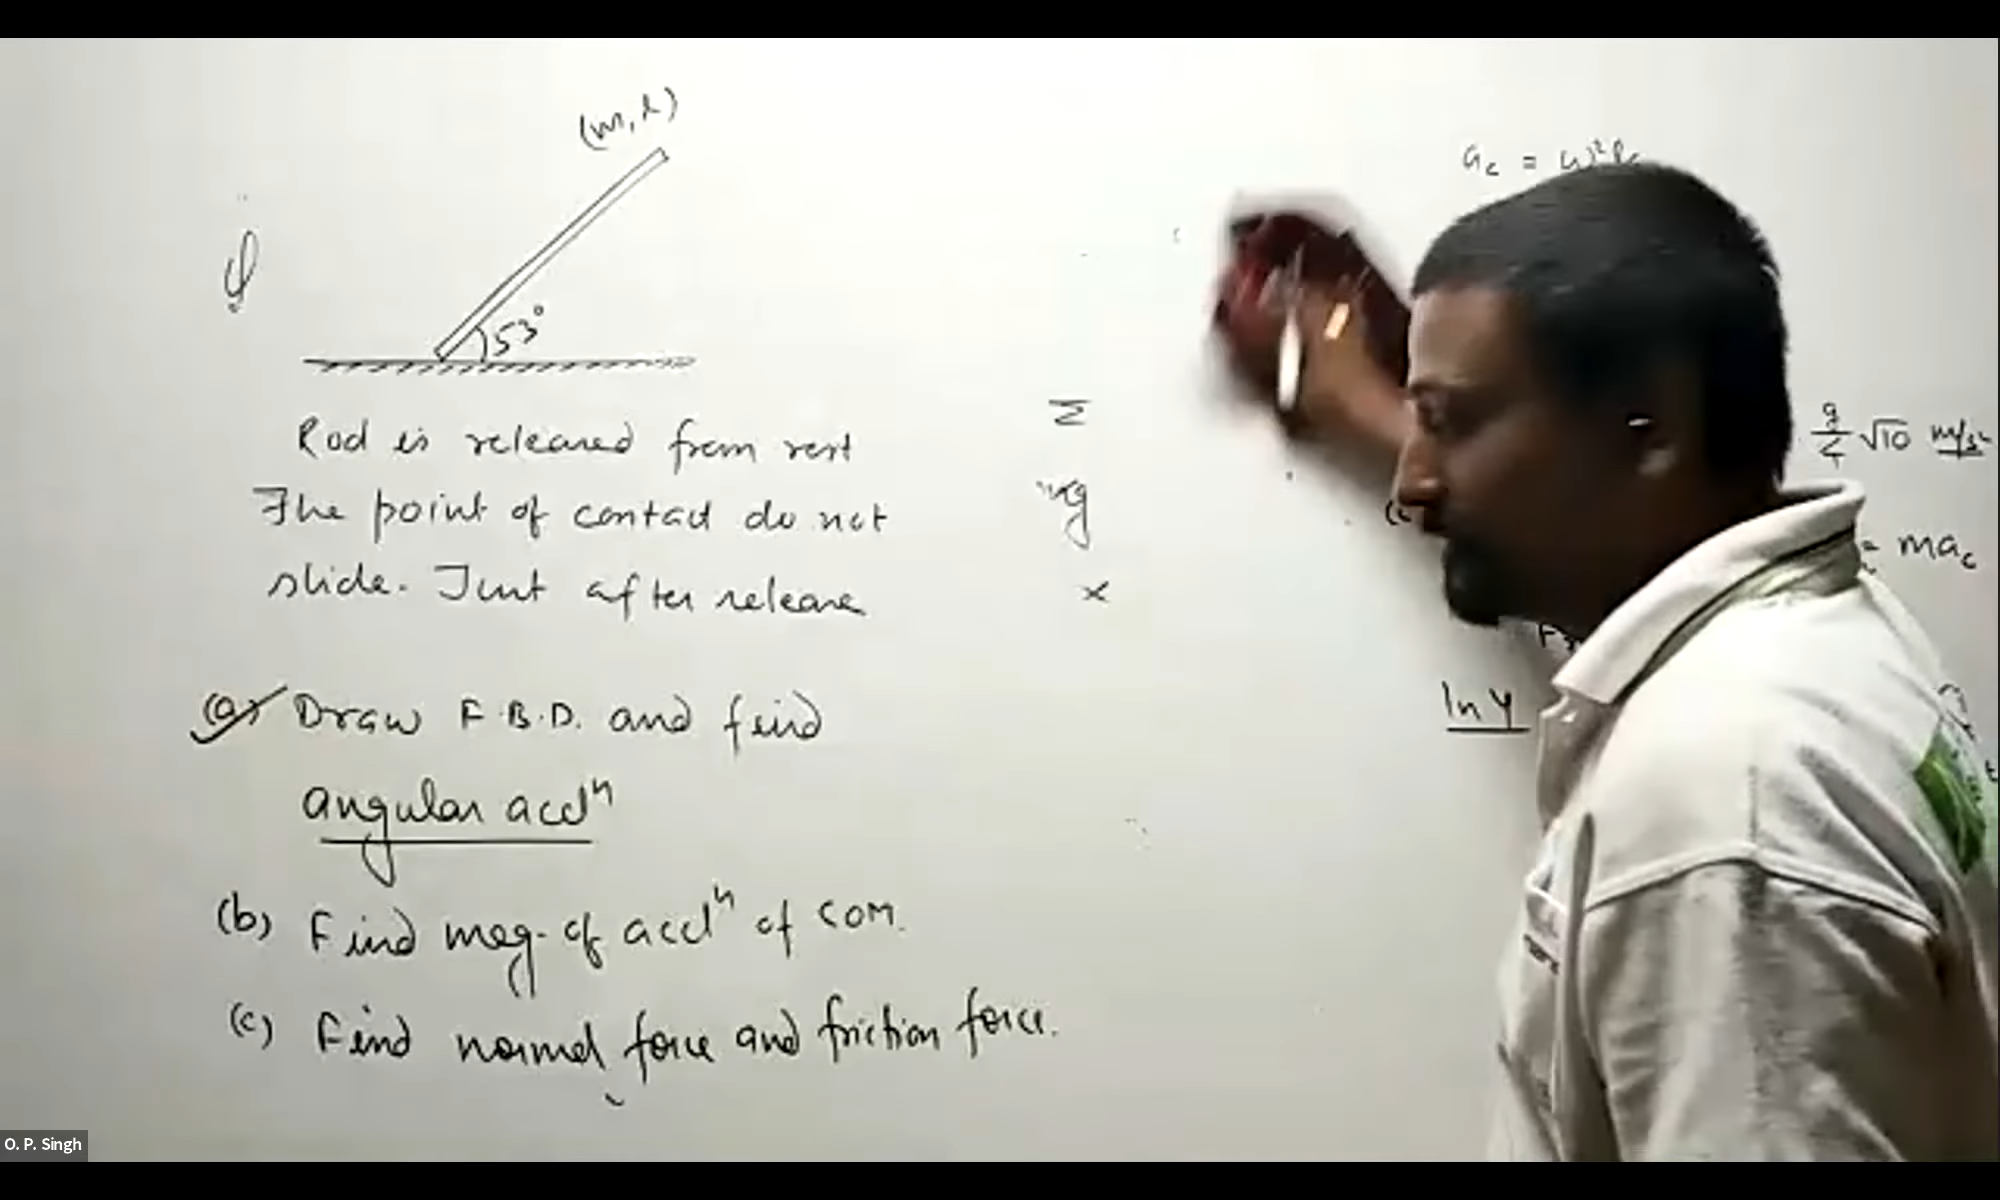 (m, l)
53°
Rod is released from rest
The point of contact do not
slide. Just after release
(a) Draw F.B.D. and find
angular accl^n
(b) Find mag. of accl^n of COM.
(c) Find normal force and friction force.
Σ
mg
x
a_c = ω²
g/4 √10 m/s²
= ma_c
In Y
O. P. Singh